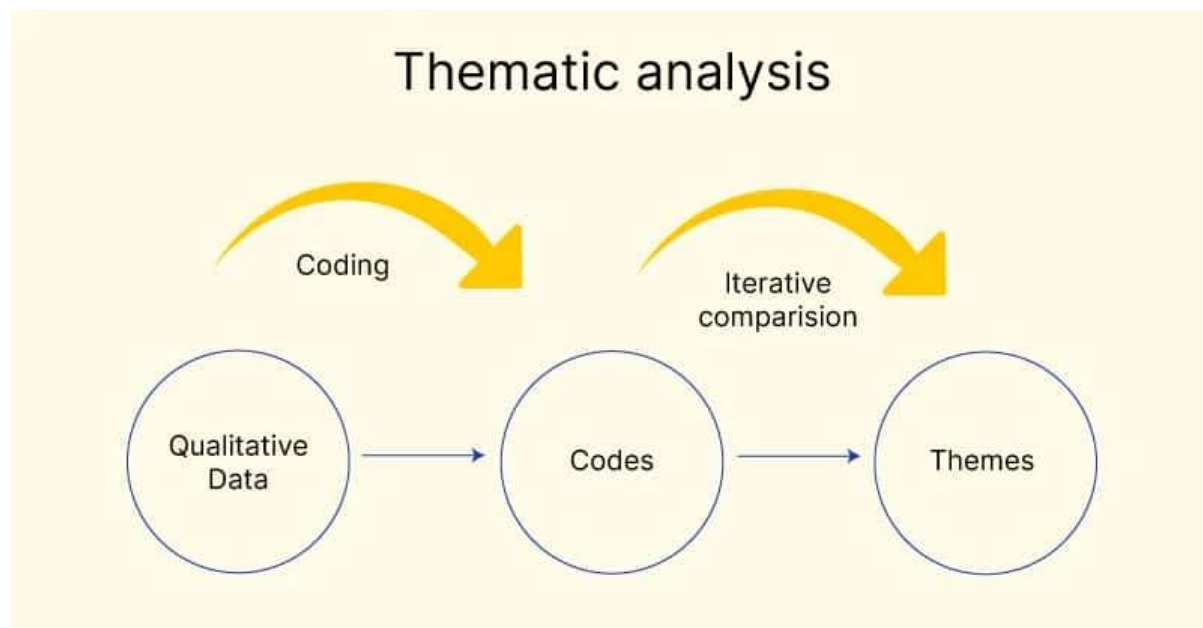 Thematic analysis
Coding
Iterative
comparision
Qualitative
Data
Codes
Themes